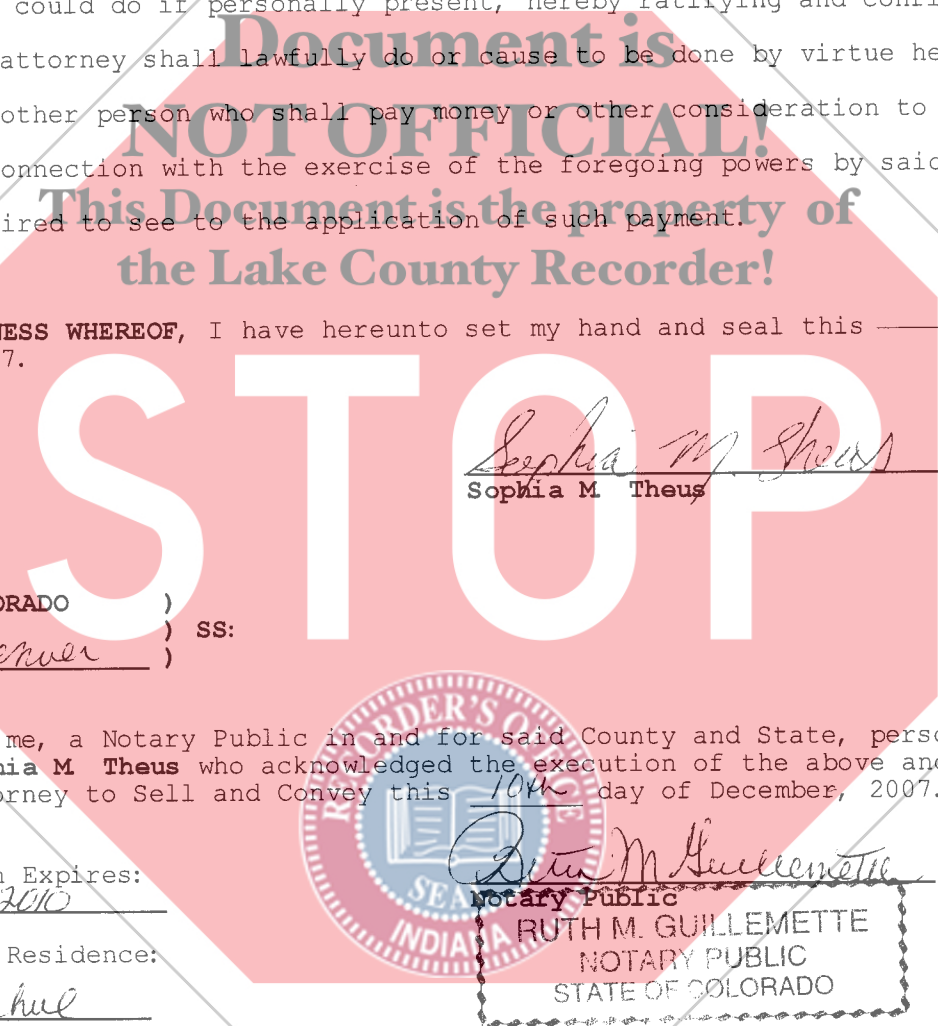 could do if personally present, hereby ratifying and confi
Document is
attorney shall lawfully do or cause to be done by virtue he
other person who shall pay money or other consideration to
NOT OFFICIAL!
onnection with the exercise of the foregoing powers by said
This Document is the property of
ired to see to the application of such payment.
the Lake County Recorder!
NESS WHEREOF, I have hereunto set my hand and seal this
7.
STOP
Sophia M Theus
Sophia M Theus
ORADO )
) SS:
enver )
RECORDER'S OFFICE
me, a Notary Public in and for said County and State, perso
hia M Theus who acknowledged the execution of the above and
orney to Sell and Convey this 10th day of December, 2007.
SEAL
INDIANA
n Expires:
2010
Ruth M Guillemette
Notary Public
RUTH M. GUILLEMETTE
NOTARY PUBLIC
STATE OF COLORADO
Residence: